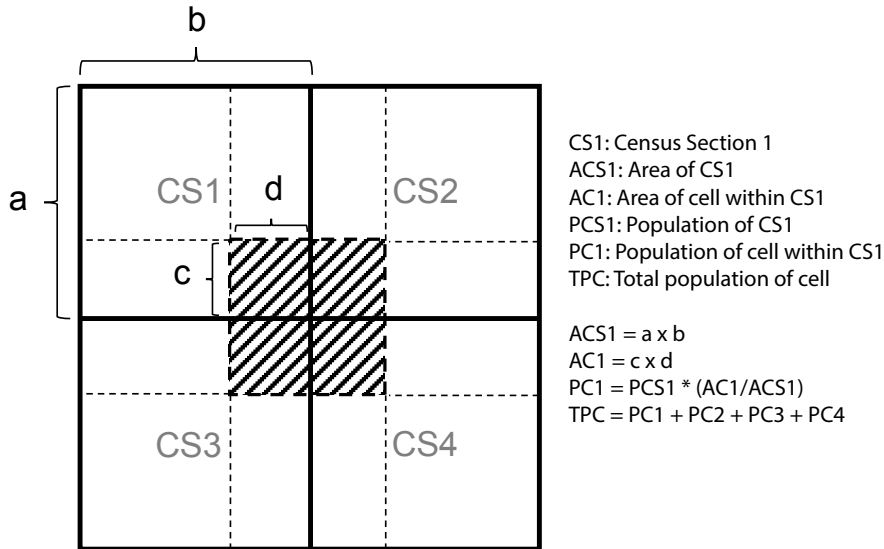 b
a
CS1
CS2
d
c
CS3
CS4
CS1: Census Section 1
ACS1: Area of CS1
AC1: Area of cell within CS1
PCS1: Population of CS1
PC1: Population of cell within CS1
TPC: Total population of cell
ACS1 = a x b
AC1 = c x d
PC1 = PCS1 * (AC1/ACS1)
TPC = PC1 + PC2 + PC3 + PC4